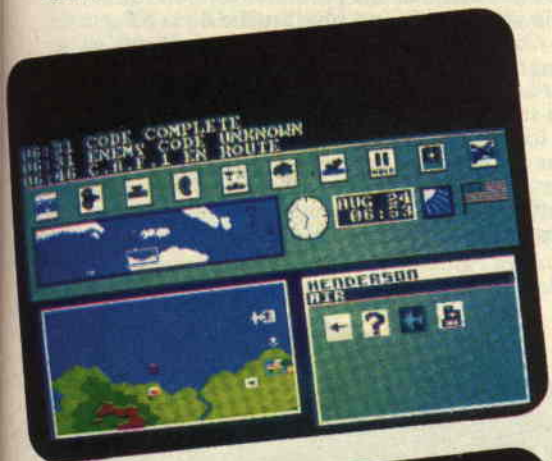 06:31 CODE COMPLETE
06:31 ENEMY CODE UNKNOWN
06:46 C.H.F 1 EN ROUTE
AUG 24
06:53
HENDERSON
AIR
?